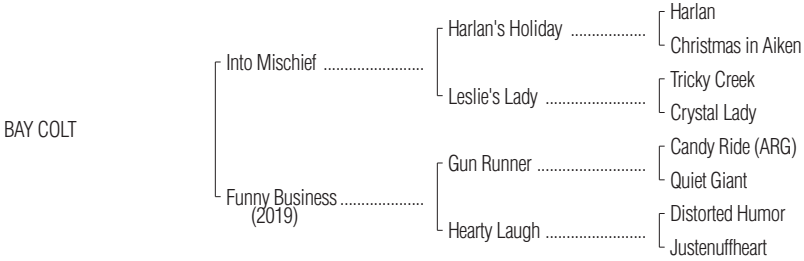 Harlan
Harlan's Holiday ..................
Christmas in Aiken
Into Mischief ........................
Tricky Creek
Leslie's Lady ........................
Crystal Lady
BAY COLT
Candy Ride (ARG)
Gun Runner ..........................
Quiet Giant
Funny Business ....................
(2019)
Distorted Humor
Hearty Laugh ........................
Justenuffheart